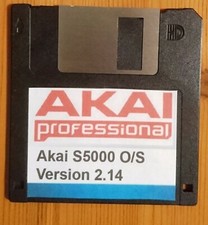 AKAI
professional
Akai S5000 O/S
Version 2.14